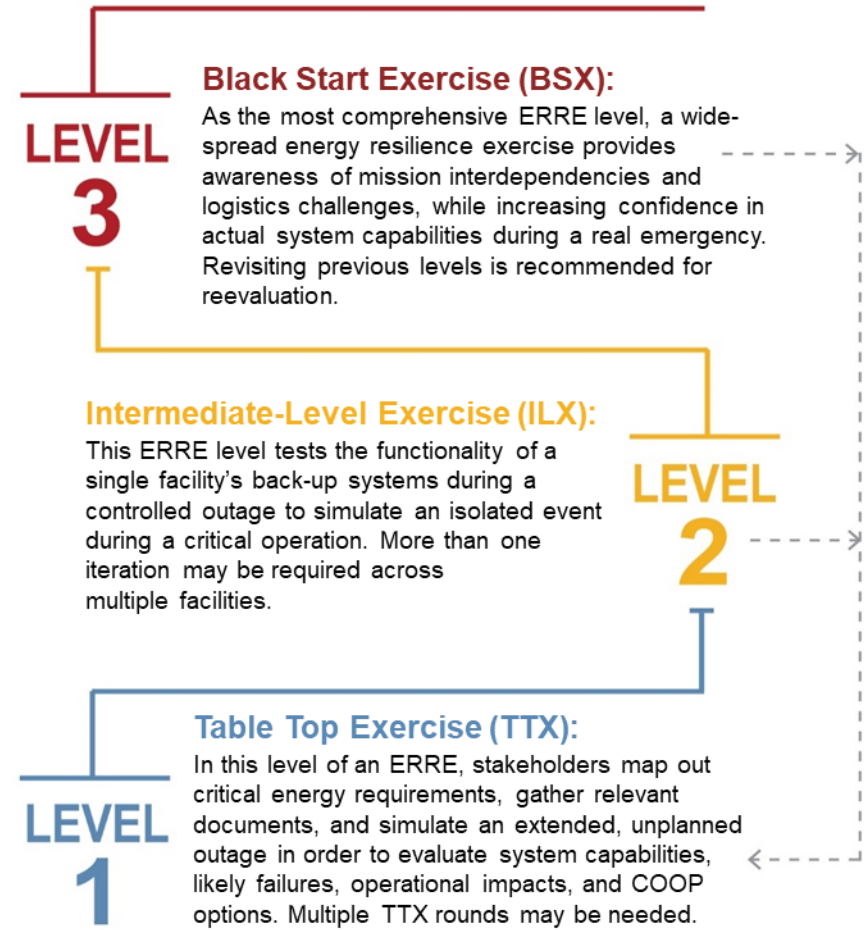 LEVEL
3
Black Start Exercise (BSX):
As the most comprehensive ERRE level, a wide-
spread energy resilience exercise provides
awareness of mission interdependencies and
logistics challenges, while increasing confidence in
actual system capabilities during a real emergency.
Revisiting previous levels is recommended for
reevaluation.
Intermediate-Level Exercise (ILX):
This ERRE level tests the functionality of a
single facility's back-up systems during a
controlled outage to simulate an isolated event
during a critical operation. More than one
iteration may be required across
multiple facilities.
LEVEL
2
LEVEL
1
Table Top Exercise (TTX):
In this level of an ERRE, stakeholders map out
critical energy requirements, gather relevant
documents, and simulate an extended, unplanned
outage in order to evaluate system capabilities,
likely failures, operational impacts, and COOP
options. Multiple TTX rounds may be needed.